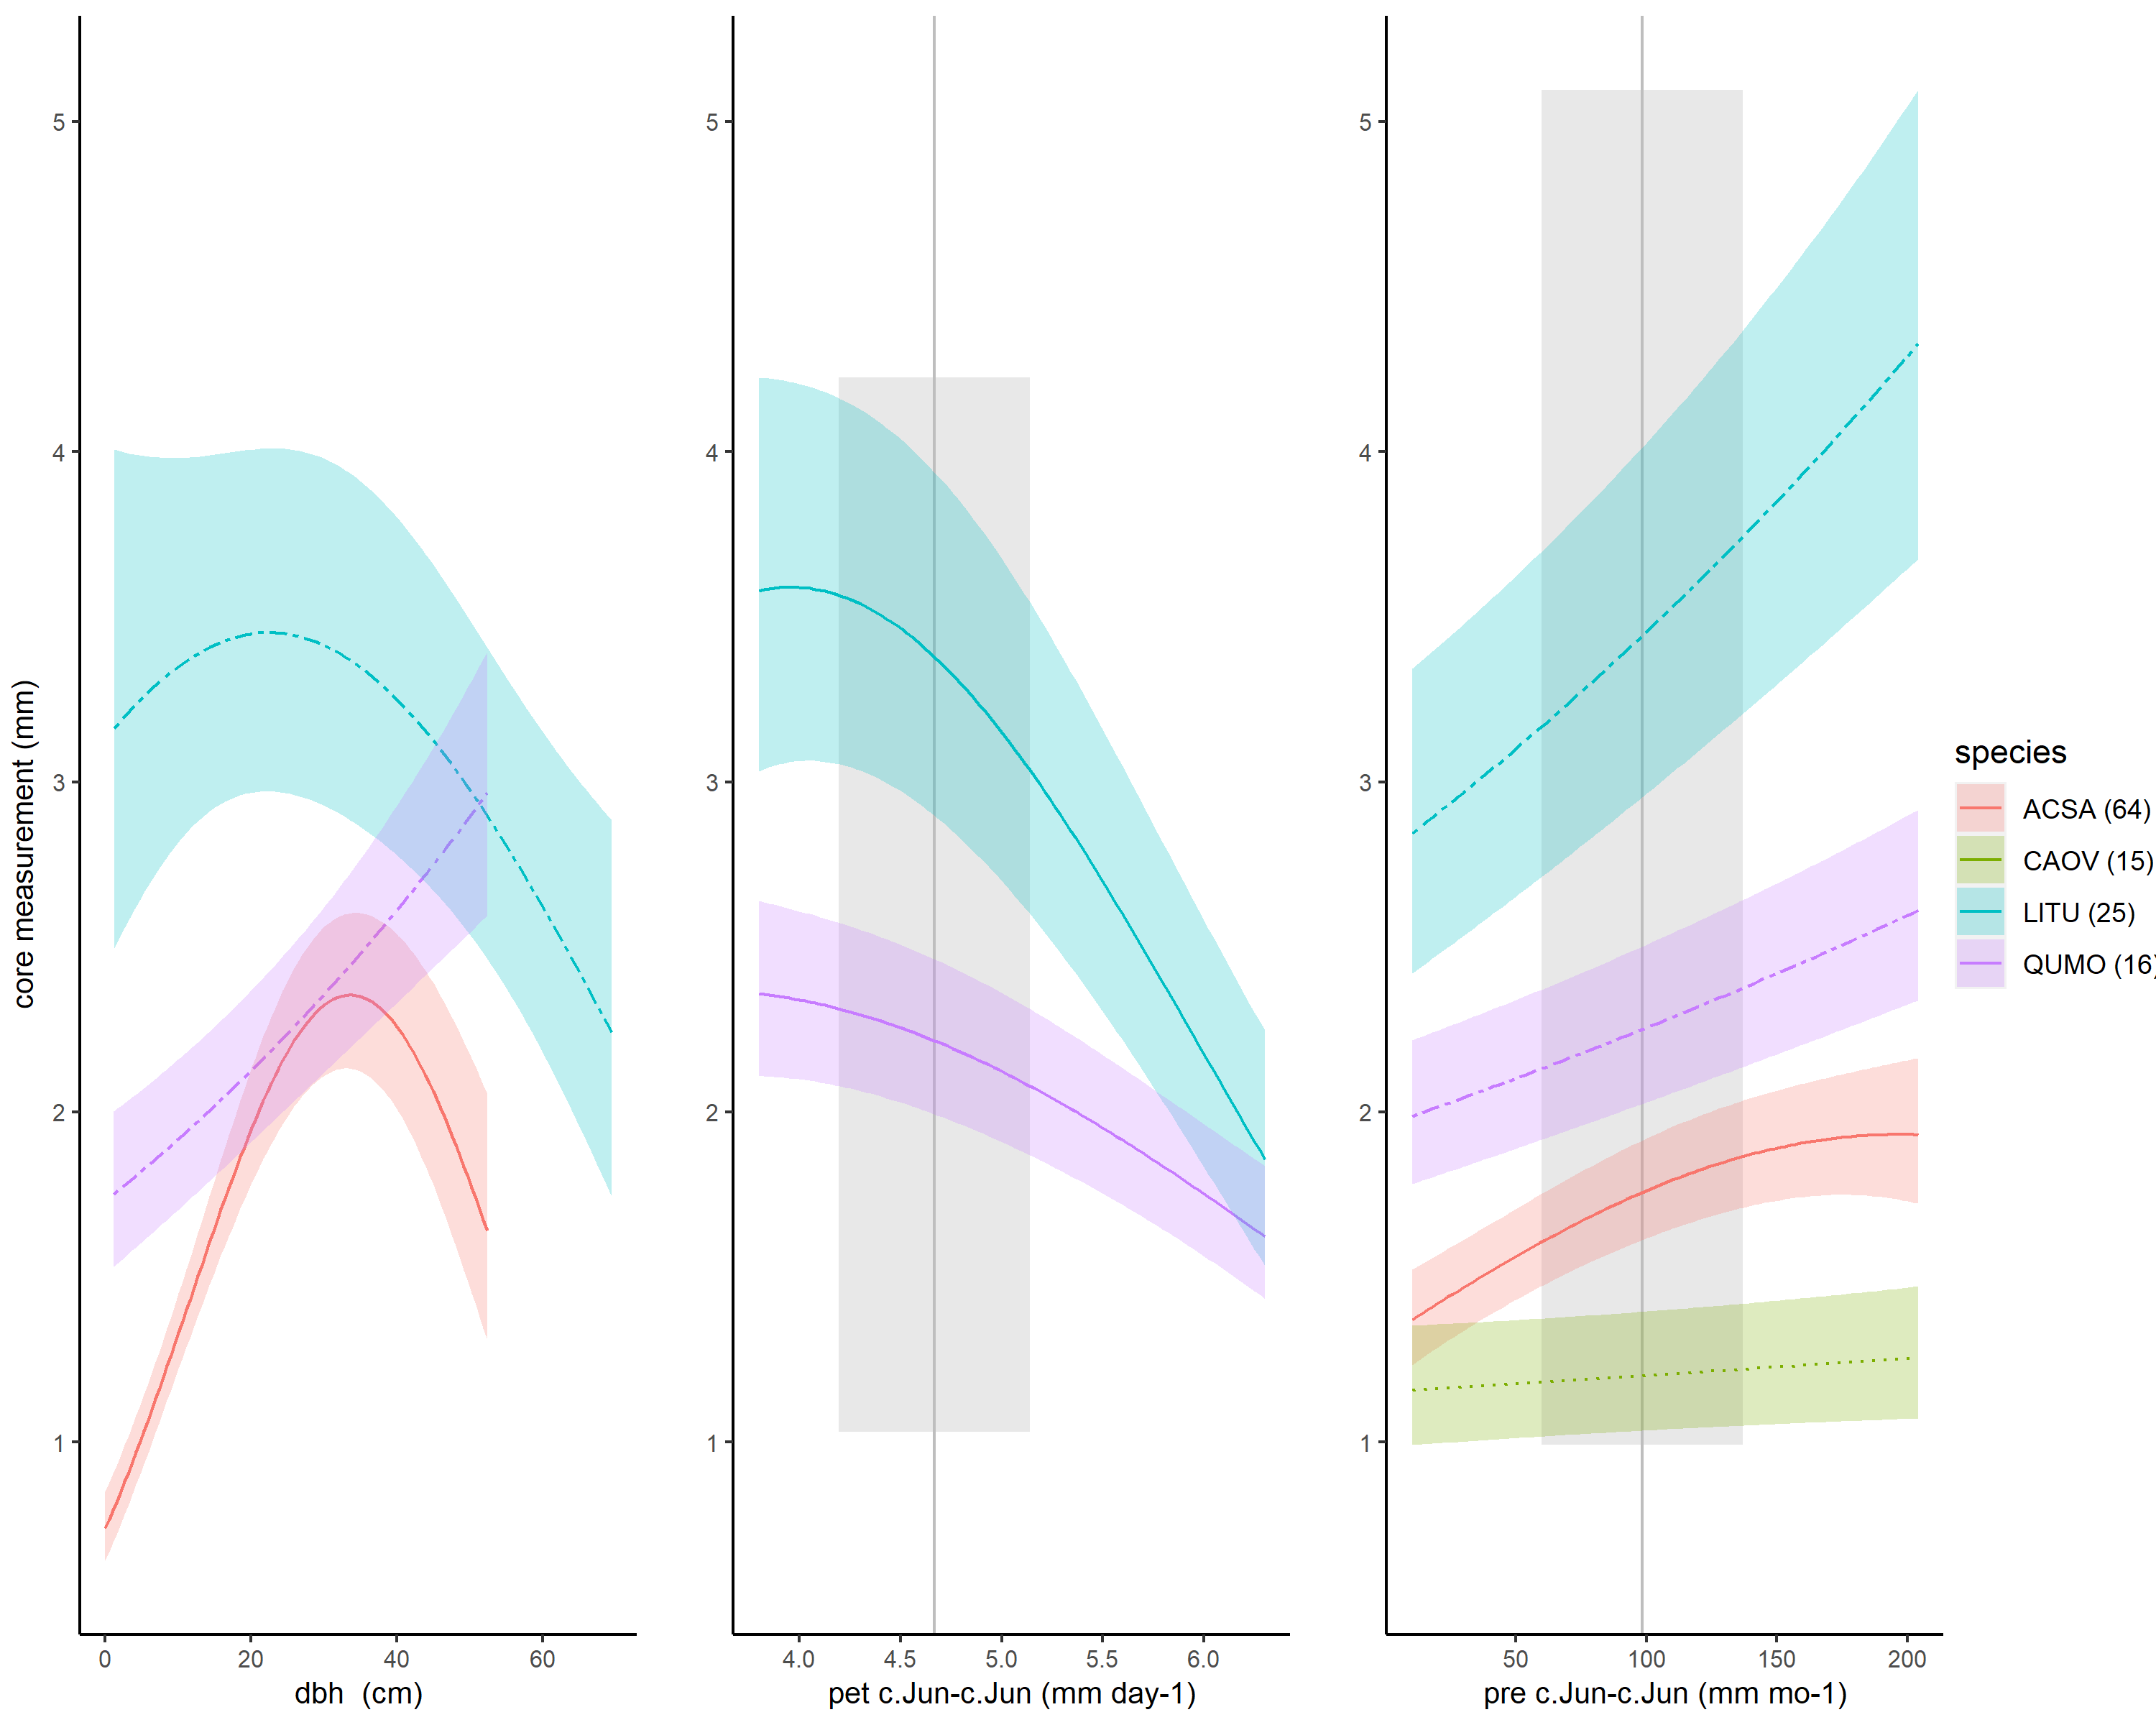 core measurement (mm)
5
4
3
2
1
0 20 40 60
dbh  (cm)
5
4
3
2
1
4.0 4.5 5.0 5.5 6.0
pet c.Jun-c.Jun (mm day-1)
5
4
3
2
1
50 100 150 200
pre c.Jun-c.Jun (mm mo-1)
species
ACSA (64)
CAOV (15)
LITU (25)
QUMO (16)